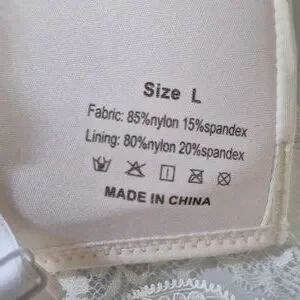 Size L
Fabric: 85%nylon 15%spandex
Lining: 80%nylon 20%spandex
MADE IN CHINA